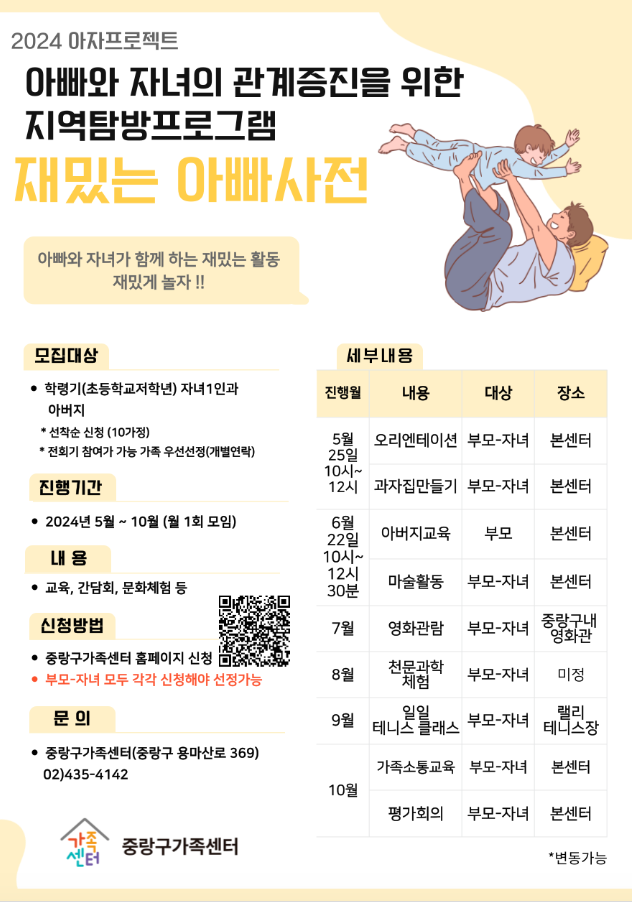 2024 아자프로젝트
아빠와 자녀의 관계증진을 위한
지역탐방프로그램
재밌는 아빠사전
아빠와 자녀가 함께 하는 재밌는 활동
재밌게 놀자 !!
모집대상
• 학령기(초등학교저학년) 자녀1인과
아버지
* 선착순 신청 (10가정)
* 전회기 참여가 가능 가족 우선선정(개별연락)
진행기간
• 2024년 5월 ~ 10월 (월 1회 모임)
내 용
• 교육, 간담회, 문화체험 등
신청방법
• 중랑구가족센터 홈페이지 신청
• 부모-자녀 모두 각각 신청해야 선정가능
문 의
• 중랑구가족센터(중랑구 용마산로 369)
02)435-4142
가족
센터
중랑구가족센터
세부내용
진행월 내용 대상 장소
5월
25일
10시~
12시
오리엔테이션 부모-자녀 본센터
과자집만들기 부모-자녀 본센터
6월
22일
10시~
12시
30분
아버지교육 부모 본센터
마술활동 부모-자녀 본센터
7월 영화관람 부모-자녀 중랑구내
영화관
8월 천문과학
체험 부모-자녀 미정
9월 일일
테니스 클래스 부모-자녀 랠리
테니스장
10월
가족소통교육 부모-자녀 본센터
평가회의 부모-자녀 본센터
*변동가능